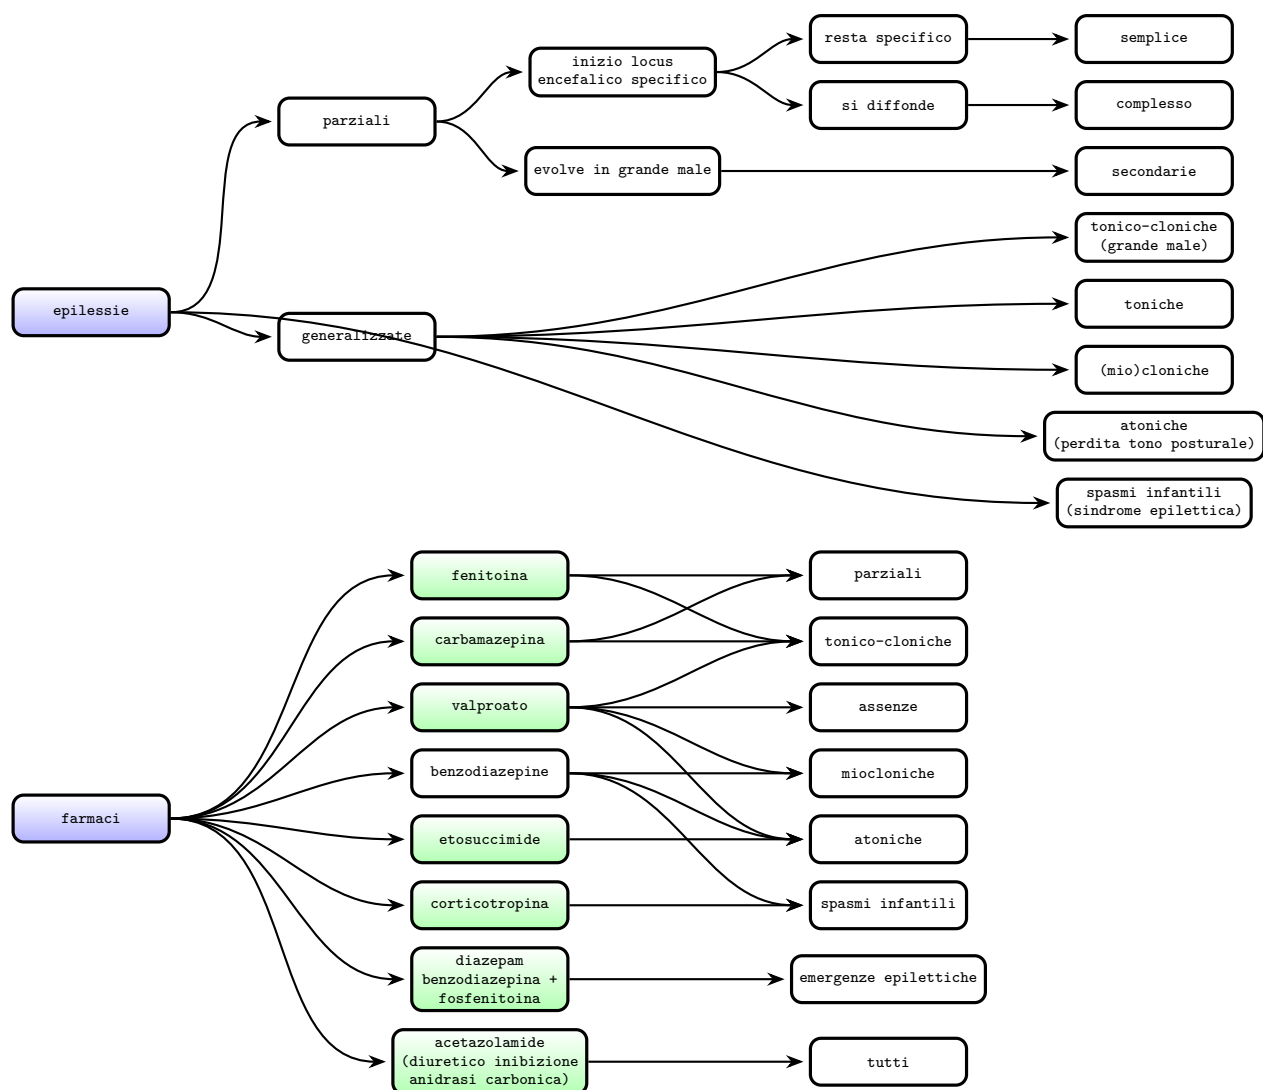 resta specifico
semplice
inizio locus
encefalico specifico
si diffonde
complesso
parziali
evolve in grande male
secondarie
tonico-cloniche
(grande male)
epilessie
toniche
generalizzate
(mio)cloniche
atoniche
(perdita tono posturale)
spasmi infantili
(sindrome epilettica)
fenitoina
parziali
carbamazepina
tonico-cloniche
valproato
assenze
benzodiazepine
miocloniche
farmaci
etosuccimide
atoniche
corticotropina
spasmi infantili
diazepam
benzodiazepina +
fosfenitoina
emergenze epilettiche
acetazolamide
(diuretico inibizione
anidrasi carbonica)
tutti